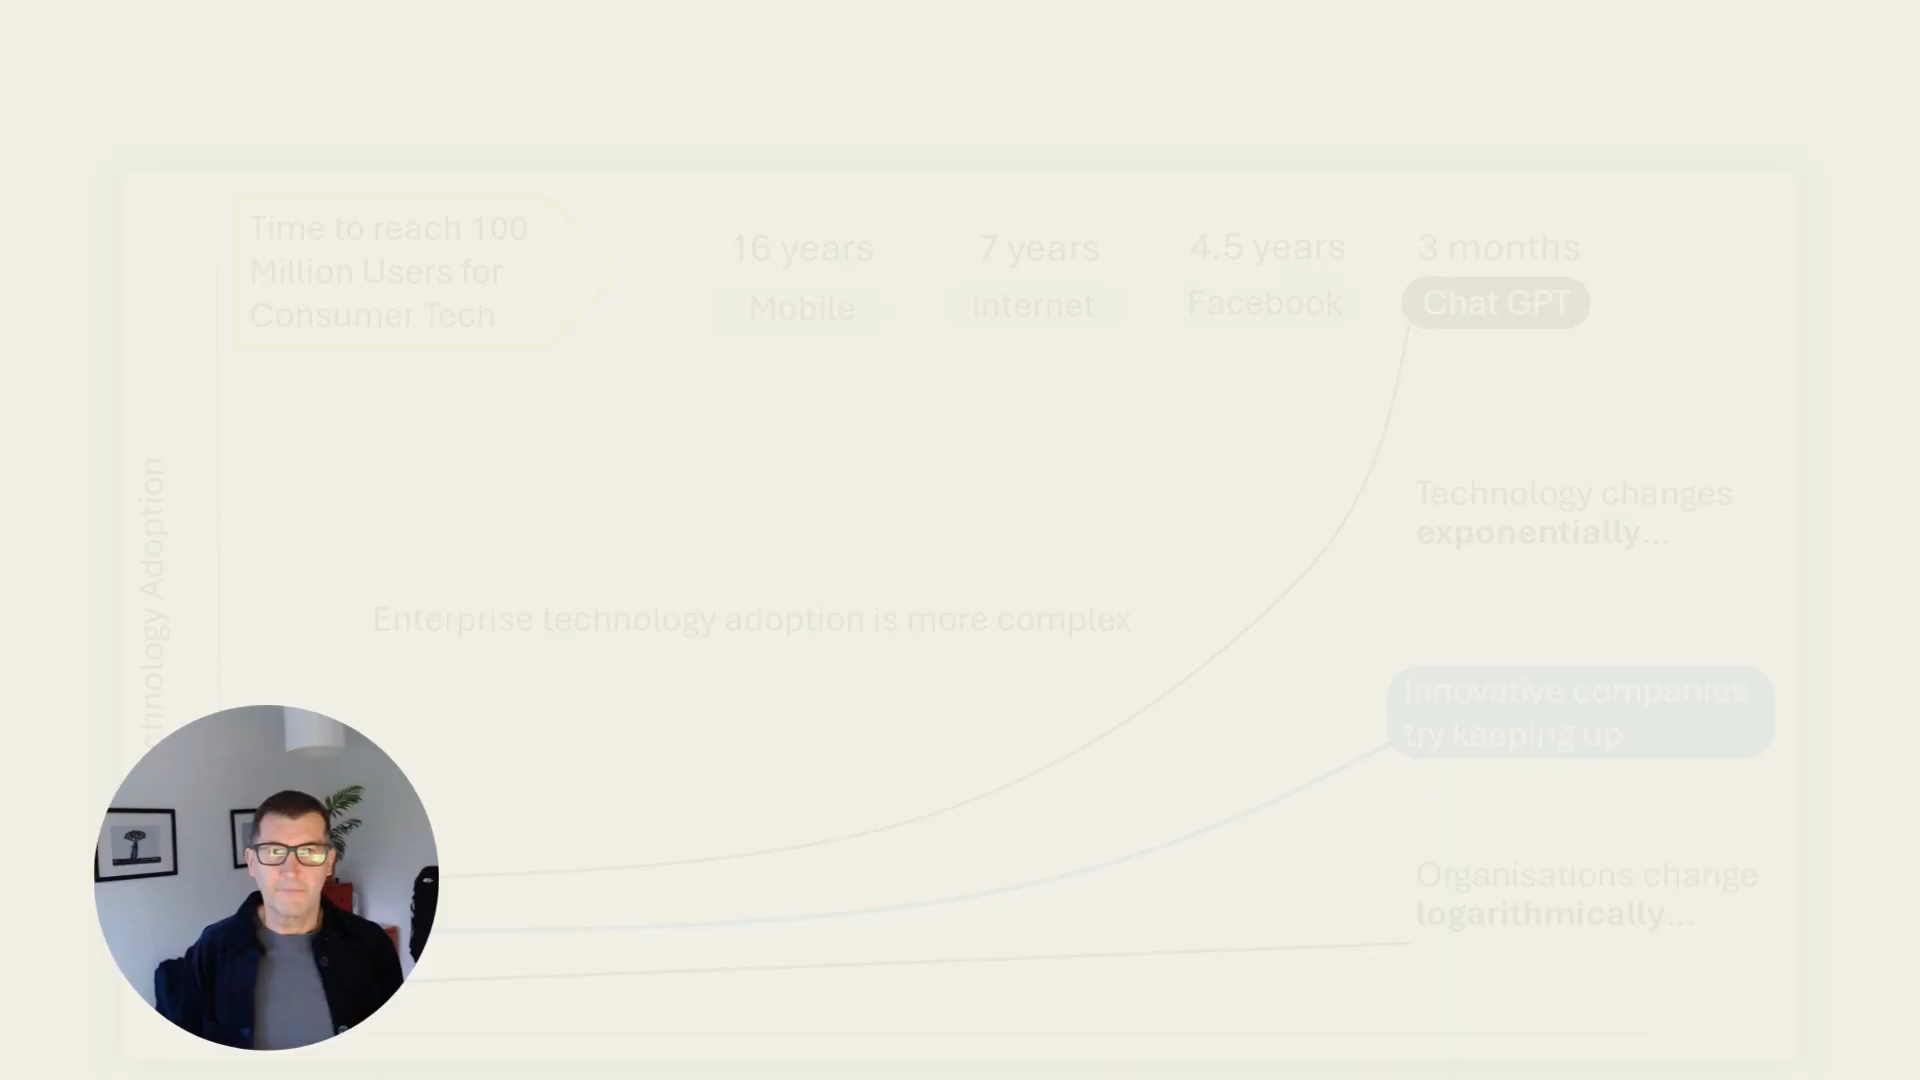 Time to reach 100
Million Users for
Consumer Tech
16 years
7 years
4.5 years
3 months
Mobile
Internet
Facebook
Chat GPT
Technology changes
exponentially...
Adoption
Enterprise technology adoption is more complex
Innovative companies
try keeping up
Organisations change
logarithmically...